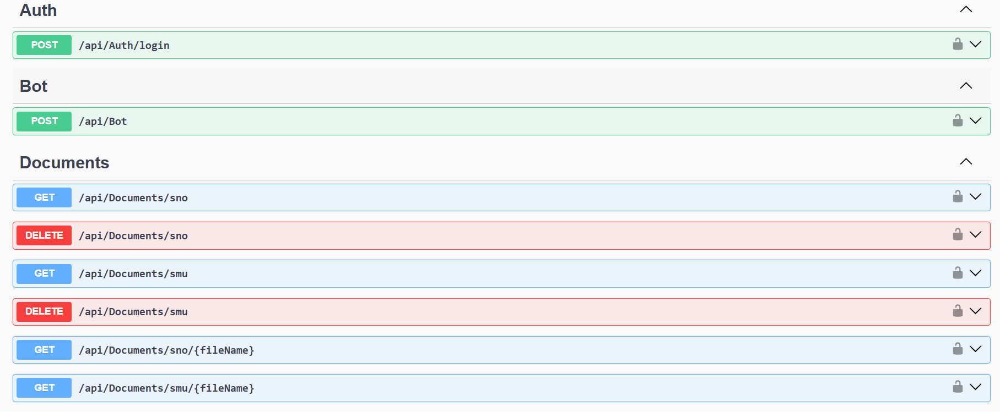 Auth
POST /api/Auth/login
Bot
POST /api/Bot
Documents
GET /api/Documents/sno
DELETE /api/Documents/sno
GET /api/Documents/smu
DELETE /api/Documents/smu
GET /api/Documents/sno/{fileName}
GET /api/Documents/smu/{fileName}